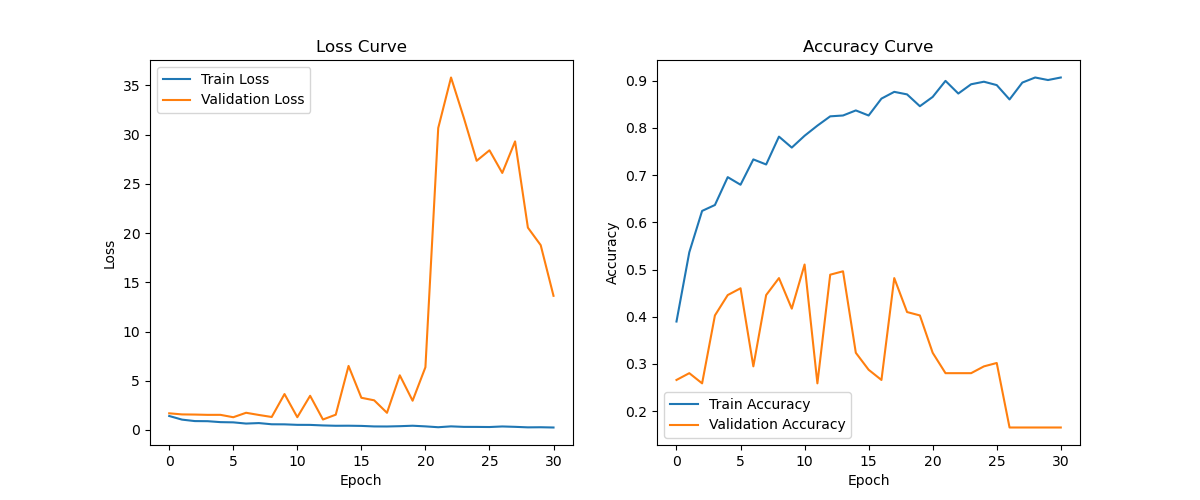 Loss Curve
Train Loss
Validation Loss
35
30
25
20
15
10
5
0
Loss
0 5 10 15 20 25 30
Epoch
Accuracy Curve
0.9
0.8
0.7
0.6
0.5
0.4
0.3
0.2
Accuracy
Train Accuracy
Validation Accuracy
0 5 10 15 20 25 30
Epoch